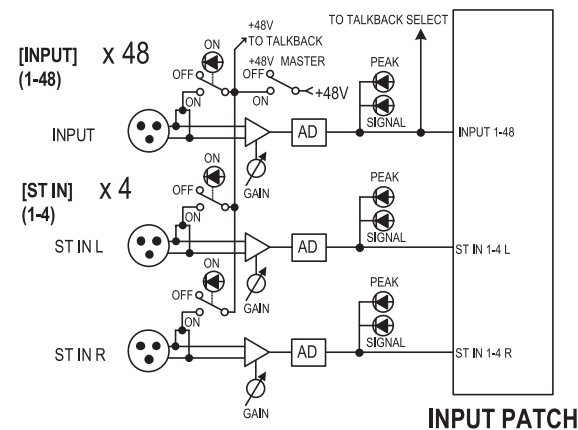 +48V
TO TALKBACK
TO TALKBACK SELECT
[INPUT] x 48
(1-48)
ON
OFF
ON
+48V MASTER
OFF
ON
+48V
PEAK
SIGNAL
INPUT
GAIN
AD
INPUT 1-48
[ST IN] x 4
(1-4)
ON
OFF
ON
PEAK
SIGNAL
ST IN L
GAIN
AD
ST IN 1-4 L
ON
OFF
ON
PEAK
SIGNAL
ST IN R
GAIN
AD
ST IN 1-4 R
INPUT PATCH